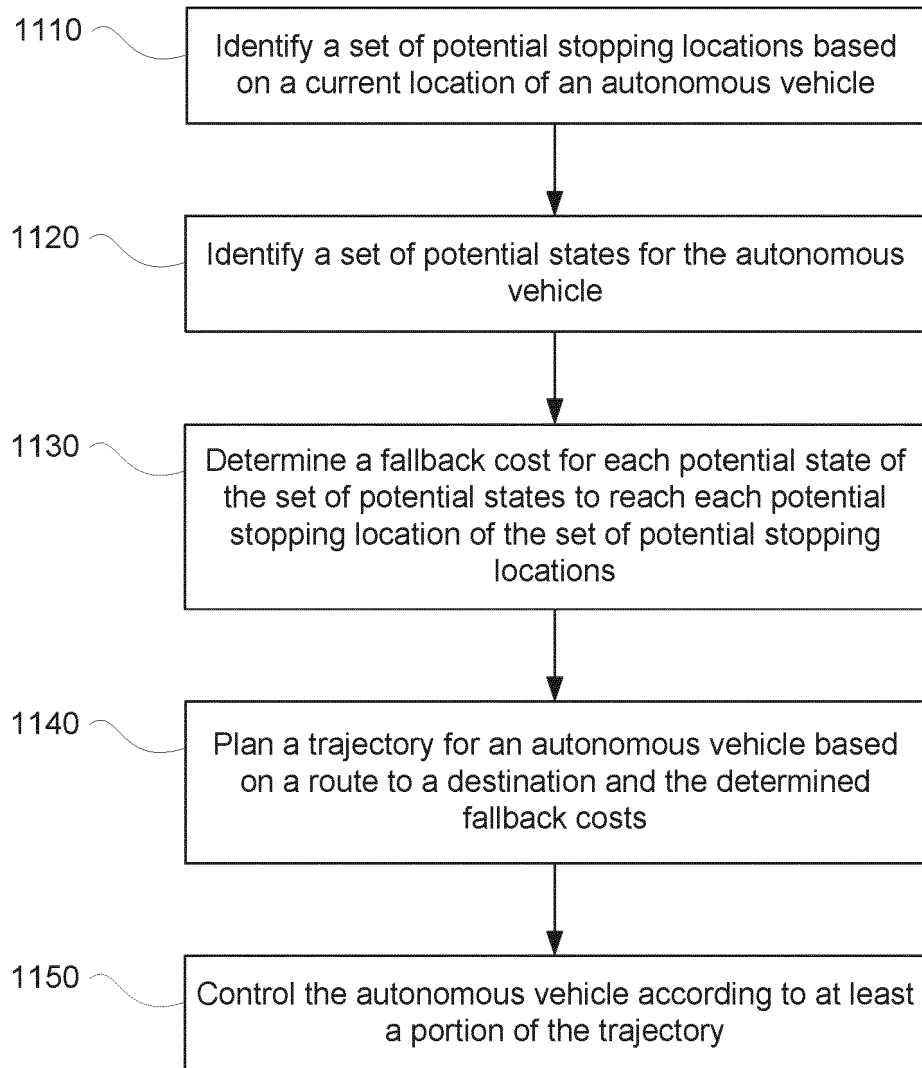 1110
Identify a set of potential stopping locations based
on a current location of an autonomous vehicle
1120
Identify a set of potential states for the autonomous
vehicle
1130
Determine a fallback cost for each potential state of
the set of potential states to reach each potential
stopping location of the set of potential stopping
locations
1140
Plan a trajectory for an autonomous vehicle based
on a route to a destination and the determined
fallback costs
1150
Control the autonomous vehicle according to at least
a portion of the trajectory